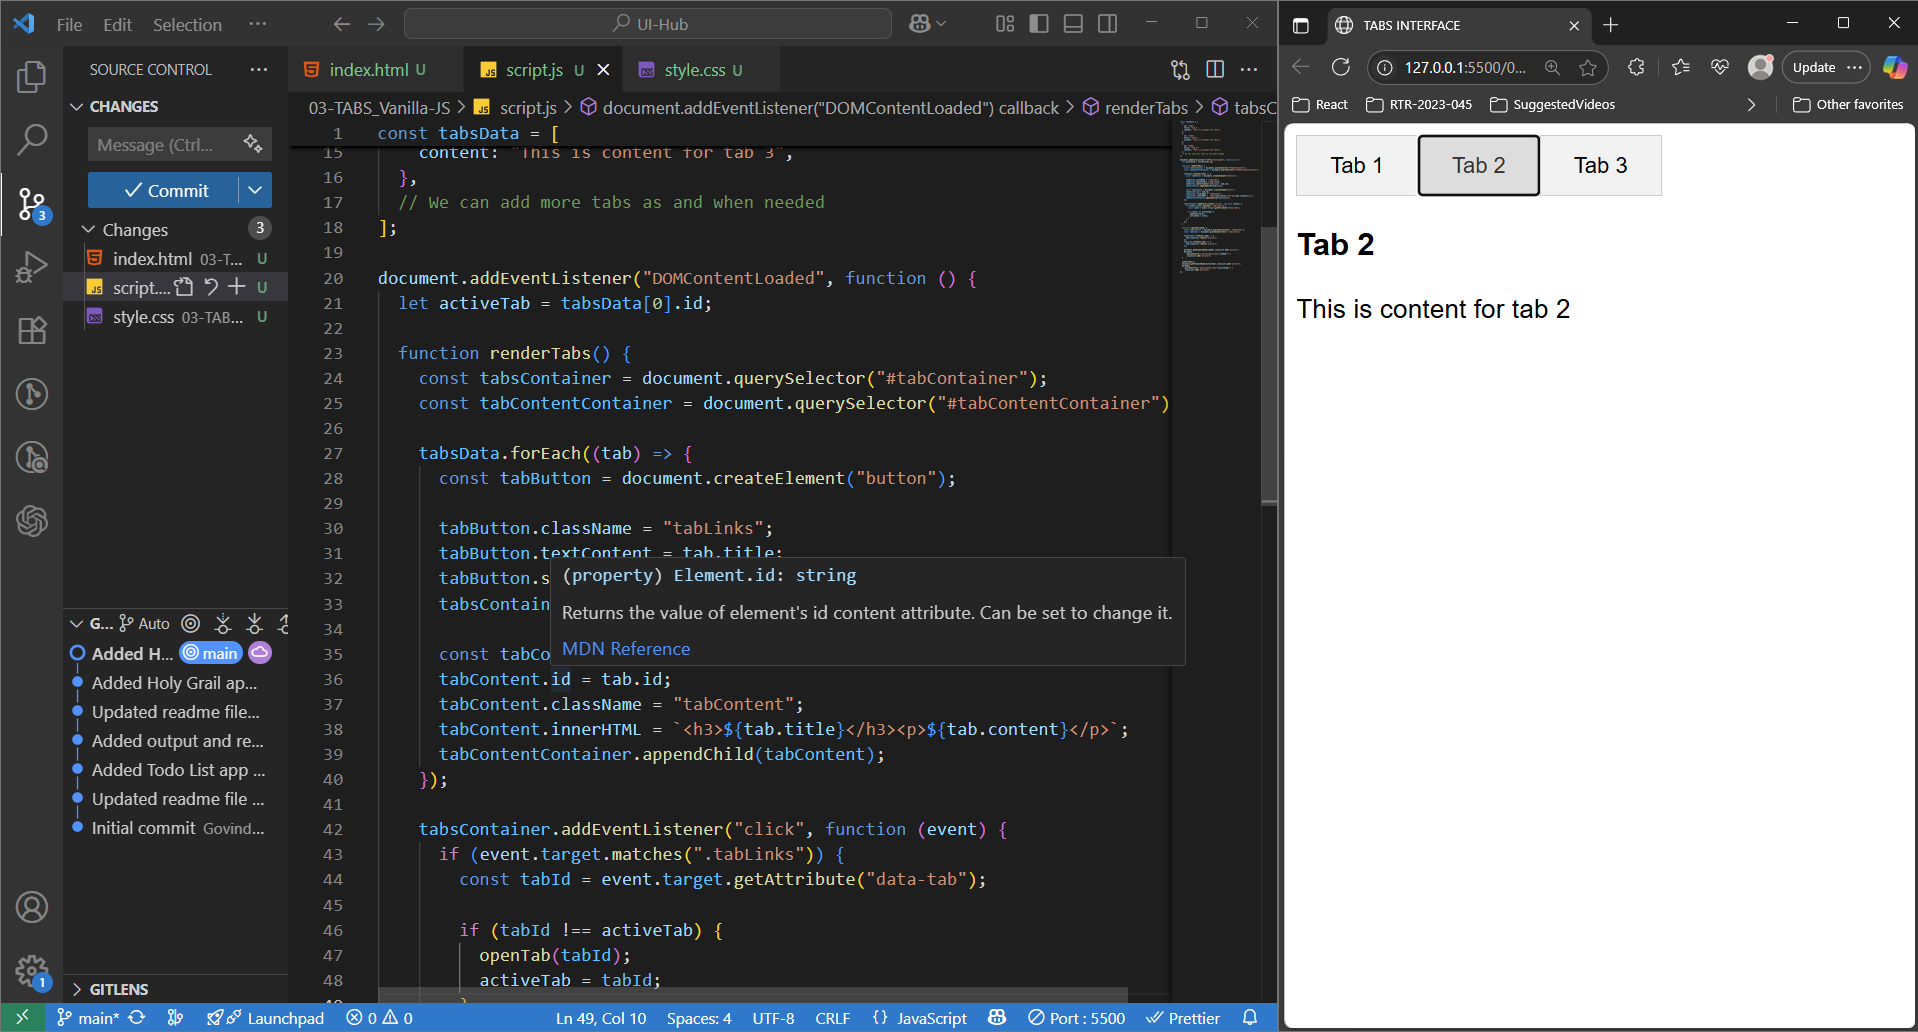 File Edit Selection ···
UI-Hub
SOURCE CONTROL ···
CHANGES
Message (Ctrl...
Commit
Changes 3
index.html 03-T... U
script.... U
style.css 03-TAB... U
G... Auto
Added H... main
Added Holy Grail ap...
Updated readme file...
Added output and re...
Added Todo List app ...
Updated readme file ...
Initial commit Govind...
GITLENS
3
1
index.html U
script.js U
style.css U
03-TABS_Vanilla-JS > script.js > document.addEventListener("DOMContentLoaded") callback > renderTabs > tabsC
1 const tabsData = [
15 content: "This is content for tab 3",
16 },
17 // We can add more tabs as and when needed
18 ];
19
20 document.addEventListener("DOMContentLoaded", function () {
21 let activeTab = tabsData[0].id;
22
23 function renderTabs() {
24 const tabsContainer = document.querySelector("#tabContainer");
25 const tabContentContainer = document.querySelector("#tabContentContainer")
26
27 tabsData.forEach((tab) => {
28 const tabButton = document.createElement("button");
29
30 tabButton.className = "tabLinks";
31 tabButton.textContent = tab.title;
32 tabButton.s
33 tabsContain
34
35 const tabCo
36 tabContent.id = tab.id;
37 tabContent.className = "tabContent";
38 tabContent.innerHTML = `<h3>${tab.title}</h3><p>${tab.content}</p>`;
39 tabContentContainer.appendChild(tabContent);
40 });
41
42 tabsContainer.addEventListener("click", function (event) {
43 if (event.target.matches(".tabLinks")) {
44 const tabId = event.target.getAttribute("data-tab");
45
46 if (tabId !== activeTab) {
47 openTab(tabId);
48 activeTab = tabId;
(property) Element.id: string
Returns the value of element's id content attribute. Can be set to change it.
MDN Reference
main* Launchpad 0 0 Ln 49, Col 10 Spaces: 4 UTF-8 CRLF {} JavaScript Port : 5500 Prettier
TABS INTERFACE
127.0.0.1:5500/0...
Update ···
React RTR-2023-045 SuggestedVideos Other favorites
Tab 1 Tab 2 Tab 3
Tab 2
This is content for tab 2